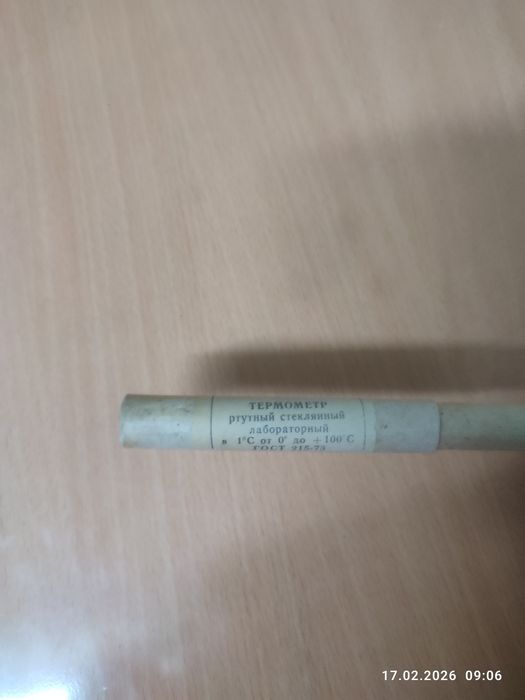 ТЕРМОМЕТР
ртутный стеклянный
лабораторный
в 1°С от 0° до +100°С
ГОСТ 215-73
17.02.2026 09:06